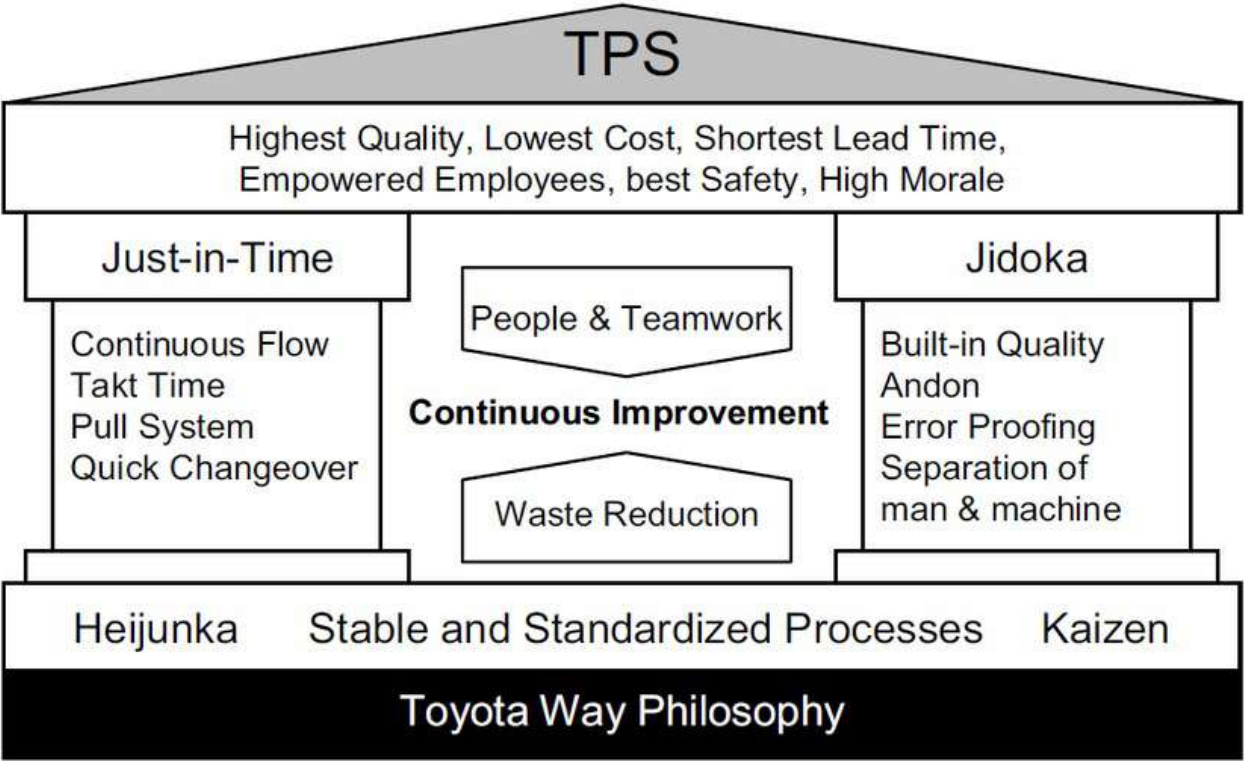 TPS
Highest Quality, Lowest Cost, Shortest Lead Time,
Empowered Employees, best Safety, High Morale
Just-in-Time
Continuous Flow
Takt Time
Pull System
Quick Changeover
People & Teamwork
Continuous Improvement
Waste Reduction
Jidoka
Built-in Quality
Andon
Error Proofing
Separation of
man & machine
Heijunka Stable and Standardized Processes Kaizen
Toyota Way Philosophy